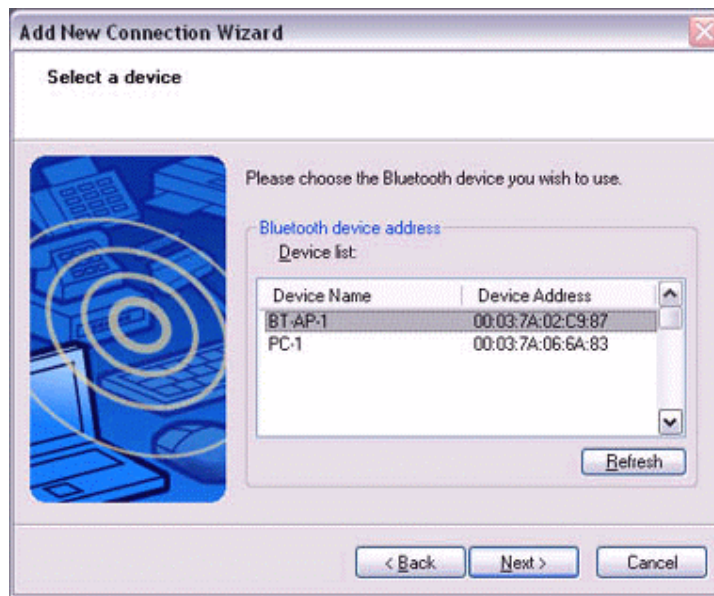 Add New Connection Wizard
Select a device
Please choose the Bluetooth device you wish to use.
Bluetooth device address
Device list:
Device Name Device Address
BT-AP-1 00:03:7A:02:C9:87
PC-1 00:03:7A:06:6A:83
Refresh
< Back Next > Cancel